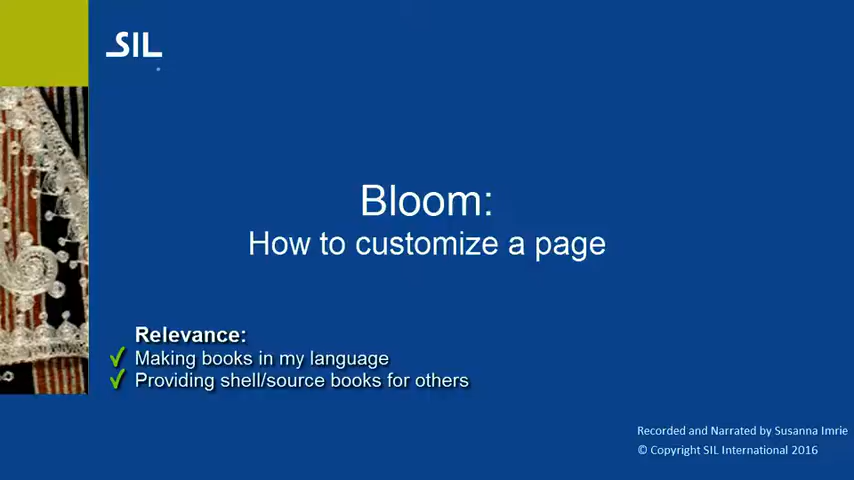 SIL
Bloom:
How to customize a page
Relevance:
✓ Making books in my language
✓ Providing shell/source books for others
Recorded and Narrated by Susanna Imrie
© Copyright SIL International 2016